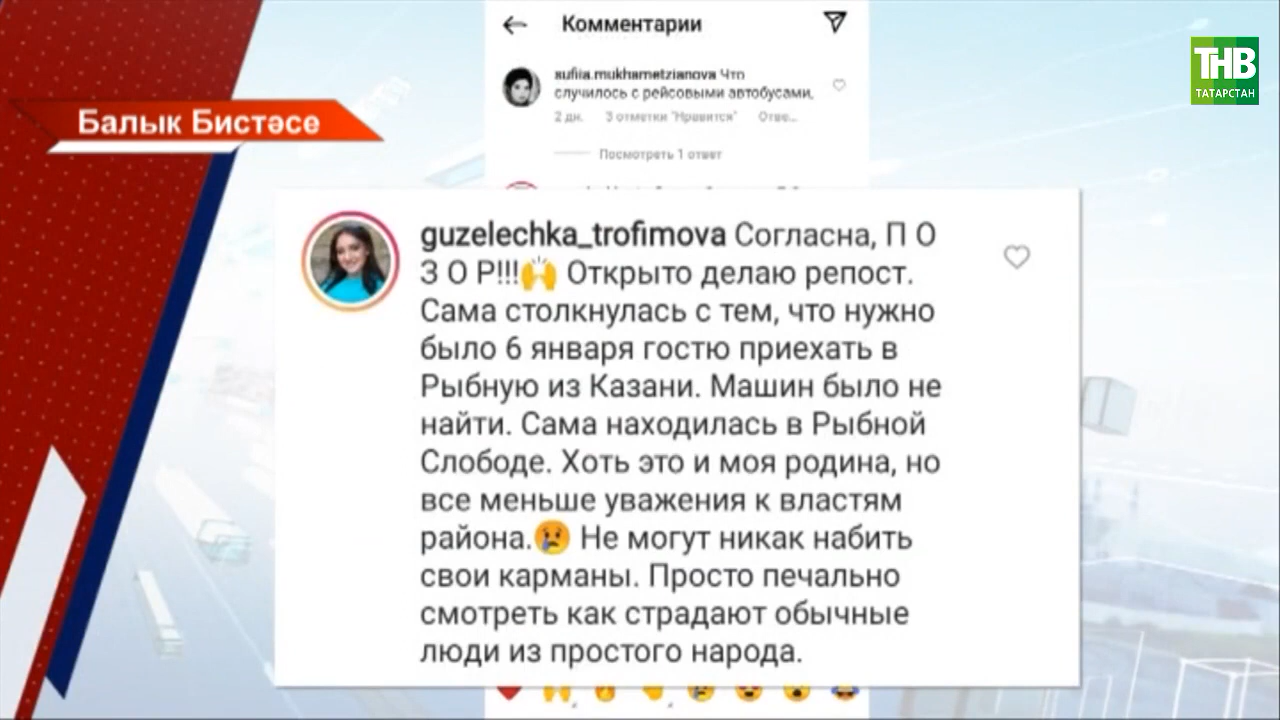 Комментарии
ТНВ
ТАТАРСТАН
sufiia.mukhametzianova Что
случилось с рейсовыми автобусами,
2 дн. 3 отметки "Нравится" Отве...
Посмотреть 1 ответ
Балык Бистәсе
guzelechka_trofimova Согласна, П О
З О Р!!!🙌 Открыто делаю репост.
Сама столкнулась с тем, что нужно
было 6 января гостю приехать в
Рыбную из Казани. Машин было не
найти. Сама находилась в Рыбной
Слободе. Хоть это и моя родина, но
все меньше уважения к властям
района.😢 Не могут никак набить
свои карманы. Просто печально
смотреть как страдают обычные
люди из простого народа.